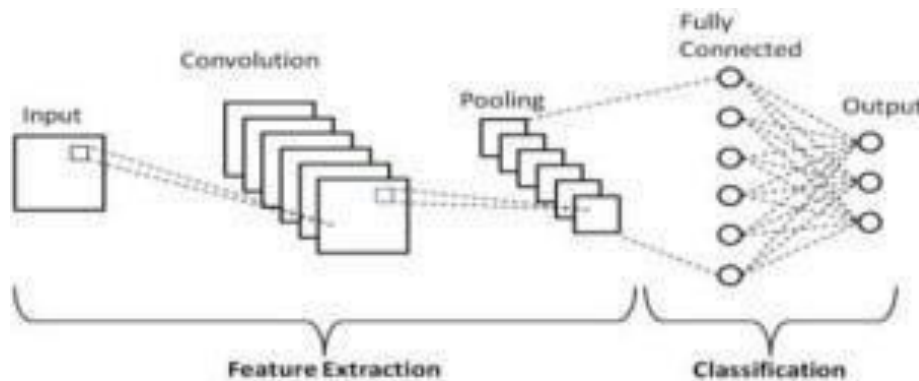 Input
Convolution
Pooling
Fully
Connected
Output
Feature Extraction
Classification